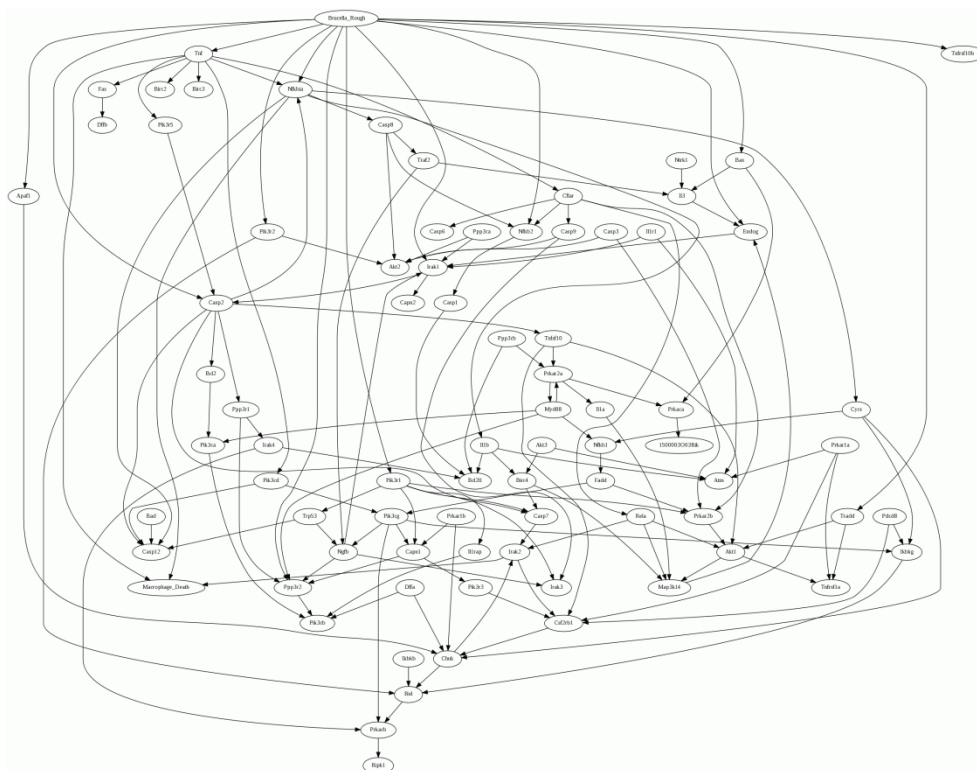 Brucella_Rough
Tnf
Tnfrsf10b
Fas
Birc2
Birc3
Nfkbia
Dffb
Pik3r5
Casp8
Traf2
Ntrk1
Bax
Apaf1
Cflar
Il3
Pik3r2
Casp6
Ppp3ca
Nfkb2
Casp9
Casp3
Il1r1
Endog
Akt2
Irak1
Casp2
Capn2
Casp1
Ppp3cb
Tnfsf10
Bcl2
Prkar2a
Ppp3r1
Il1a
Prkaca
Cycs
Myd88
Pik3ca
Irak4
Il1b
Akt3
Nfkb1
1500003O03Rik
Prkar1a
Pik3cd
Pik3r1
Bcl2l1
Birc4
Fadd
Atm
Bad
Trp53
Pik3cg
Prkar1b
Casp7
Rela
Prkar2b
Tradd
Pdcd8
Casp12
Ngfb
Capn1
Il1rap
Irak2
Akt1
Ikbkg
Macrophage_Death
Ppp3r2
Dffa
Pik3r3
Irak3
Map3k14
Tnfrsf1a
Pik3cb
Csf2rb1
Ikbkb
Chuk
Bid
Prkacb
Ripk1